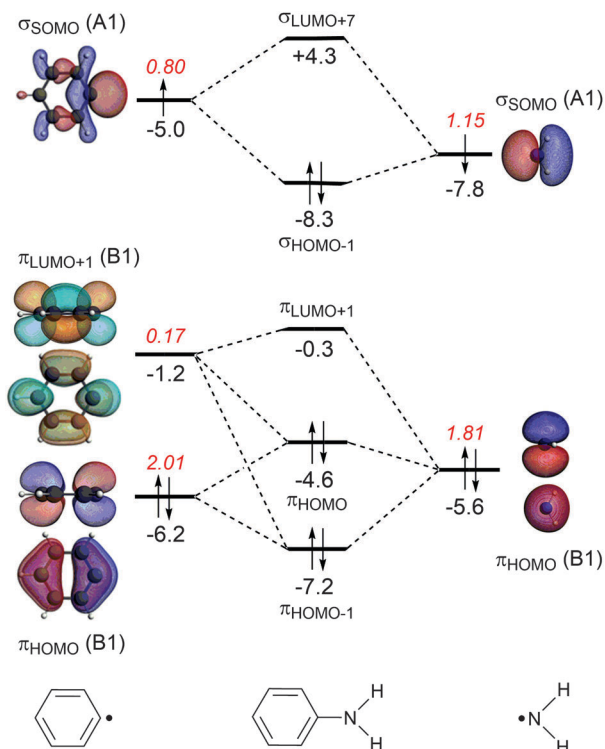 σSOMO (A1)
0.80
-5.0
σLUMO+7
+4.3
-8.3
σHOMO-1
σSOMO (A1)
1.15
-7.8
πLUMO+1 (B1)
0.17
-1.2
2.01
-6.2
πHOMO (B1)
πLUMO+1
-0.3
-4.6
πHOMO
-7.2
πHOMO-1
1.81
-5.6
πHOMO (B1)
N
H
H
N
H
H